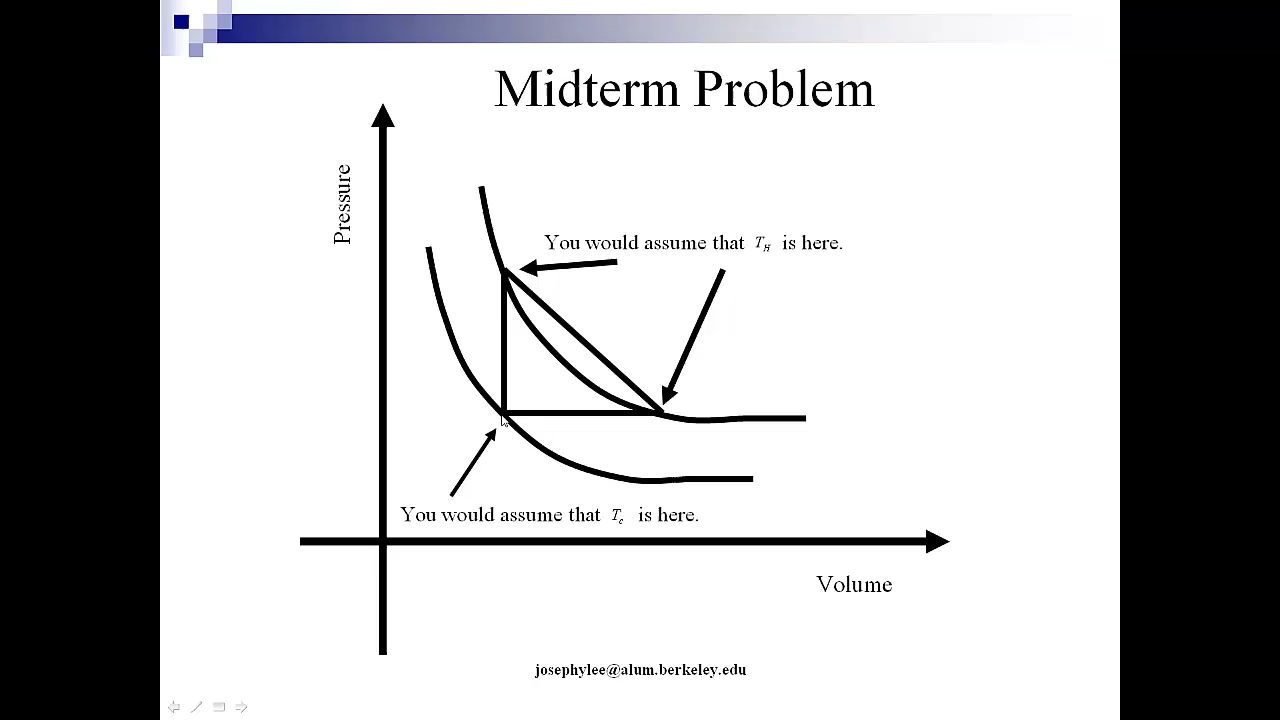 Midterm Problem
Pressure
You would assume that T_H is here.
You would assume that T_c is here.
Volume
josephylee@alum.berkeley.edu